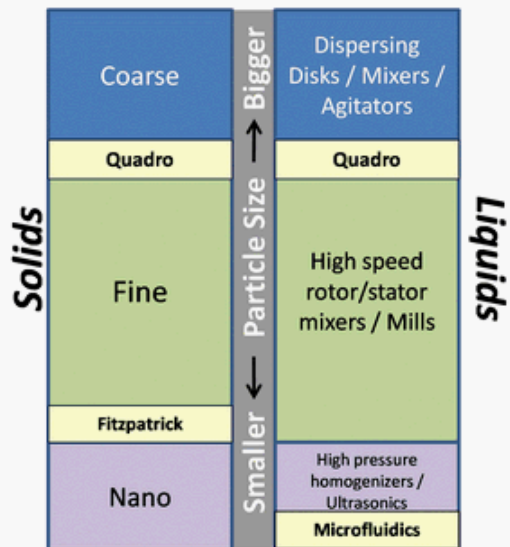 Solids
Coarse
Quadro
Fine
Fitzpatrick
Nano
Smaller ← Particle Size → Bigger
Dispersing
Disks / Mixers /
Agitators
Quadro
High speed
rotor/stator
mixers / Mills
High pressure
homogenizers /
Ultrasonics
Microfluidics
Liquids